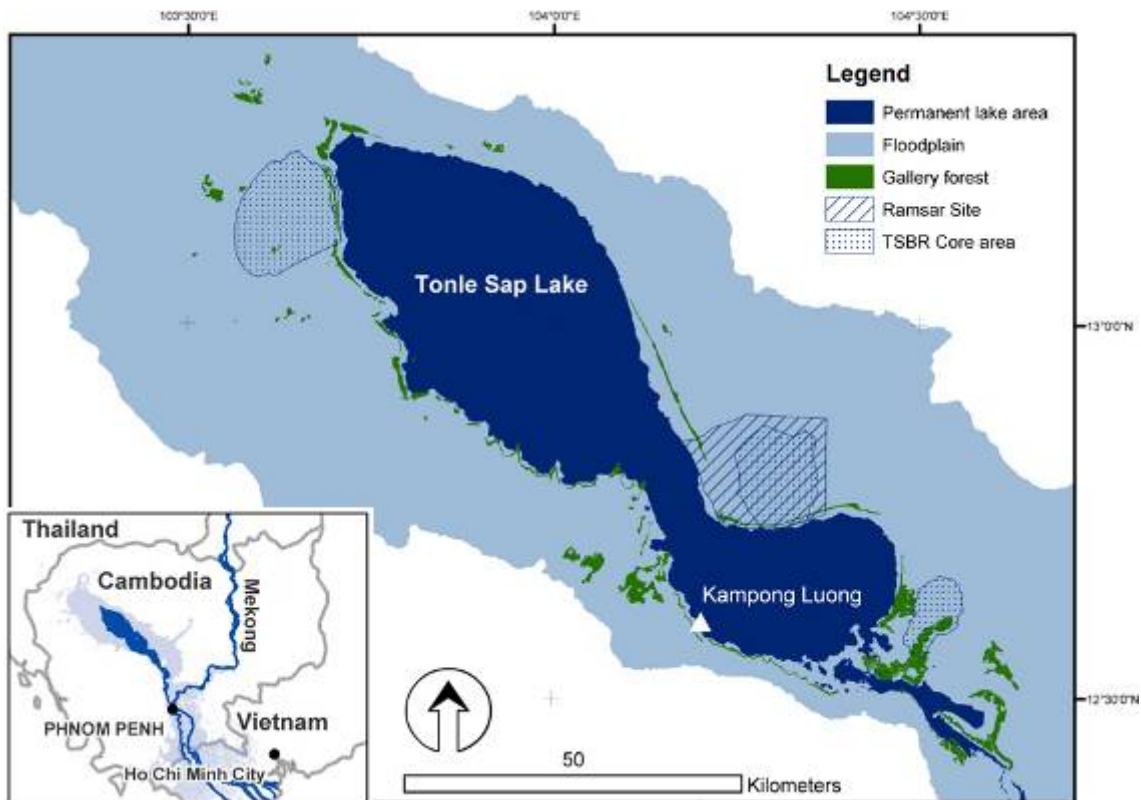 103°30'0"E
104°0'0"E
104°30'0"E
Legend
Permanent lake area
Floodplain
Gallery forest
Ramsar Site
TSBR Core area
Tonle Sap Lake
13°0'0"N
Thailand
Cambodia
Mekong
Kampong Luong
PHNOM PENH
Vietnam
Ho Chi Minh City
12°30'0"N
50
Kilometers